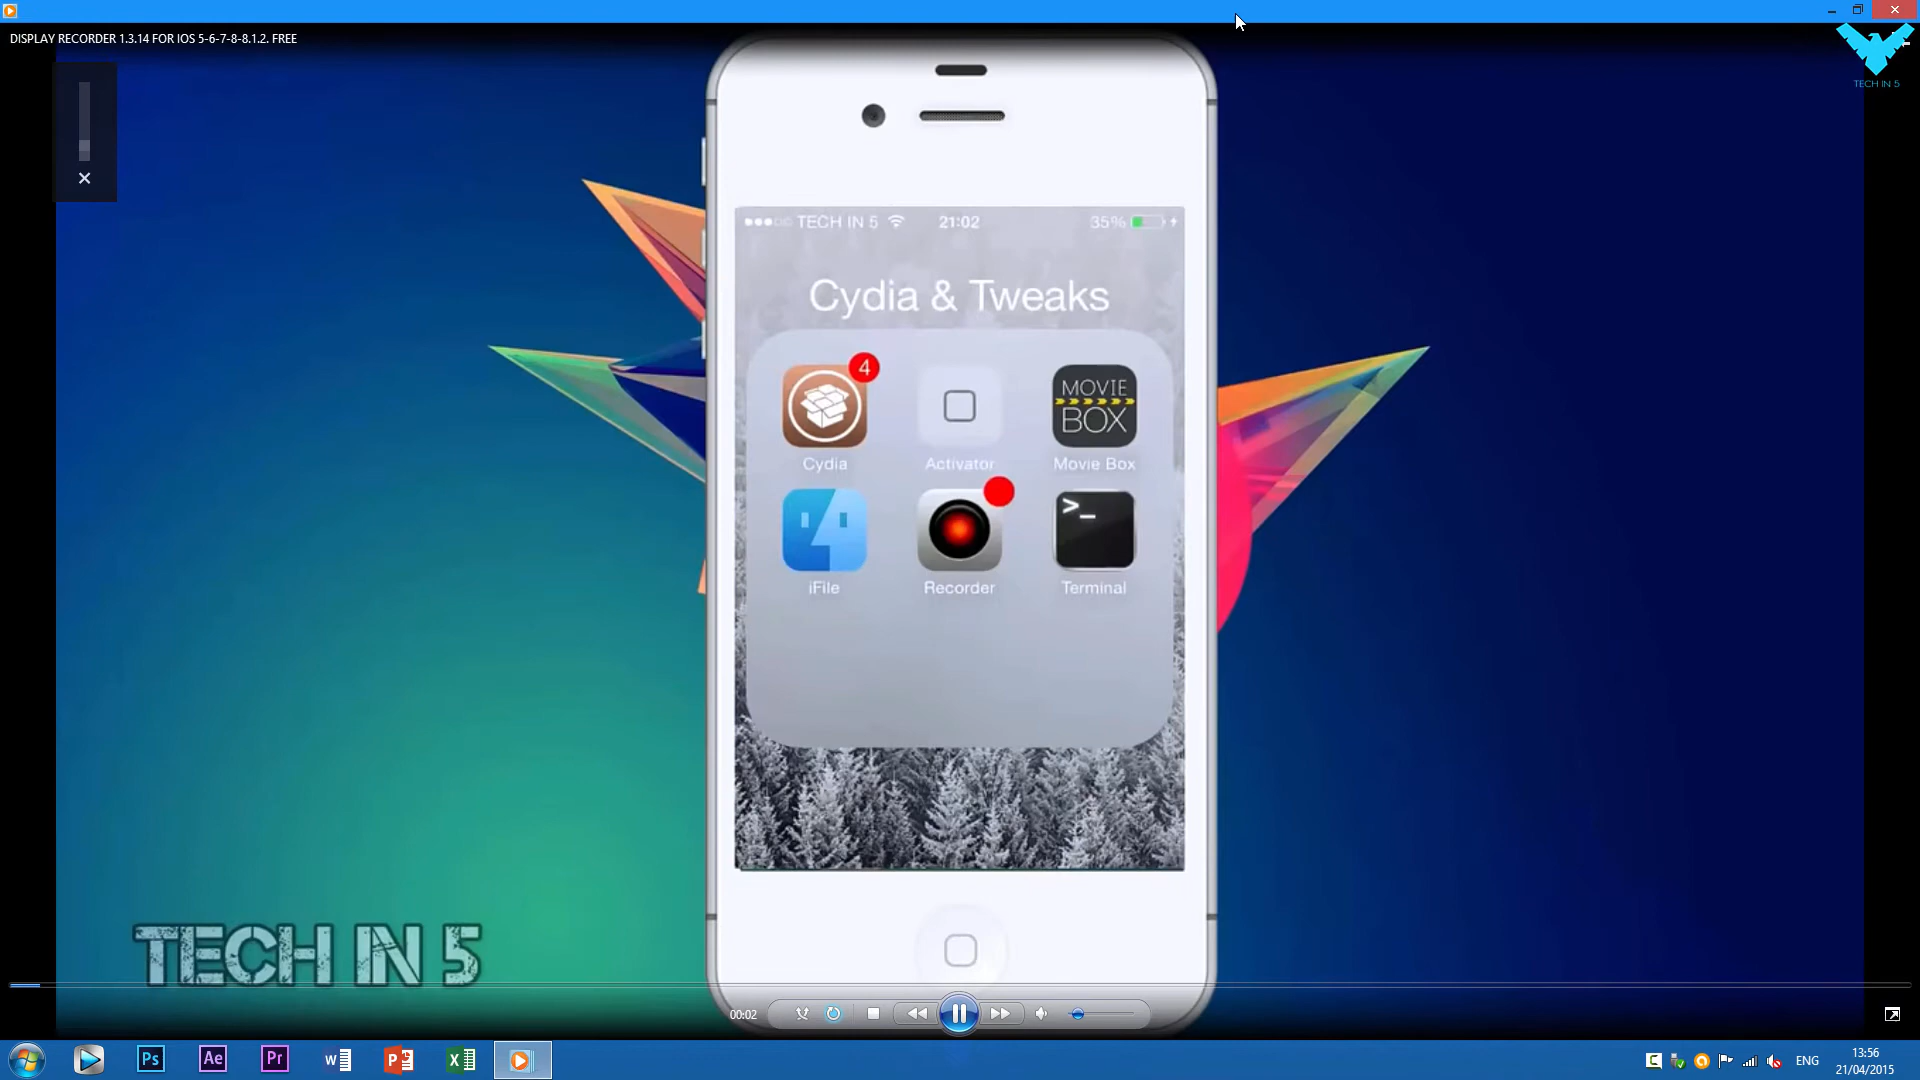 DISPLAY RECORDER 1.3.14 FOR IOS 5-6-7-8-8.1.2. FREE
TECH IN 5
TECH IN 5 21:02 35%
Cydia & Tweaks
4
MOVIE
BOX
Cydia Activator Movie Box
>_
iFile Recorder Terminal
TECH IN 5
00:02
Ps Ae Pr W P X
C ENG 13:56
21/04/2015